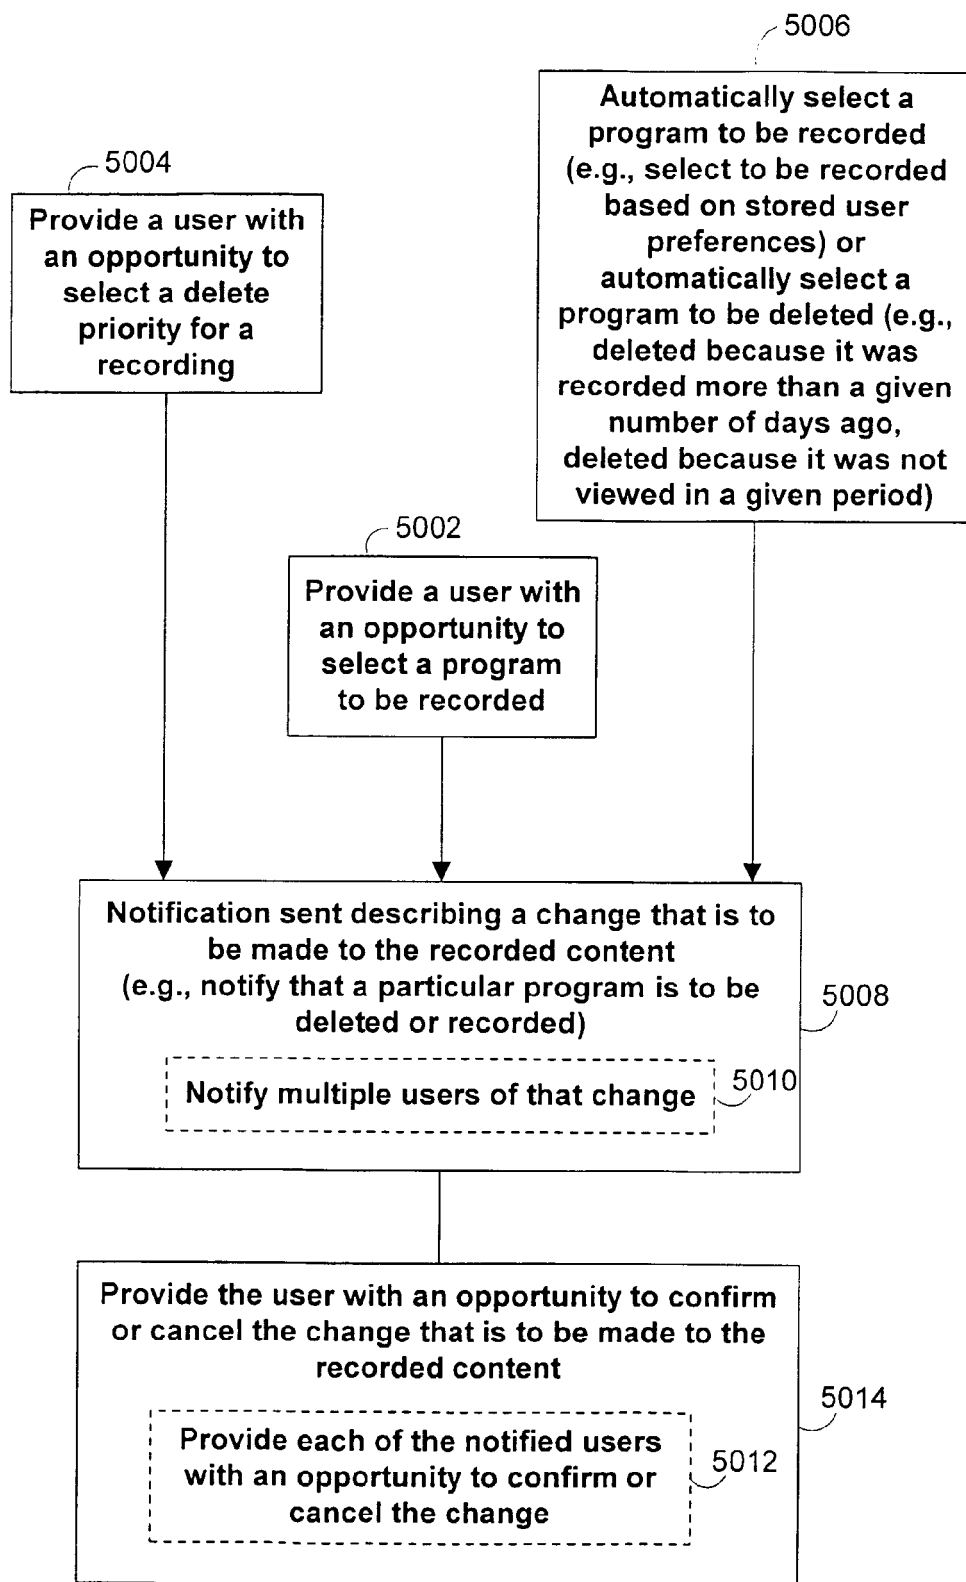 5006
Automatically select a
program to be recorded
(e.g., select to be recorded
based on stored user
preferences) or
automatically select a
program to be deleted (e.g.,
deleted because it was
recorded more than a given
number of days ago,
deleted because it was not
viewed in a given period)
5004
Provide a user with
an opportunity to
select a delete
priority for a
recording
5002
Provide a user with
an opportunity to
select a program
to be recorded
Notification sent describing a change that is to
be made to the recorded content
(e.g., notify that a particular program is to be
deleted or recorded)
5008
Notify multiple users of that change
5010
Provide the user with an opportunity to confirm
or cancel the change that is to be made to the
recorded content
5014
Provide each of the notified users
with an opportunity to confirm or
cancel the change
5012